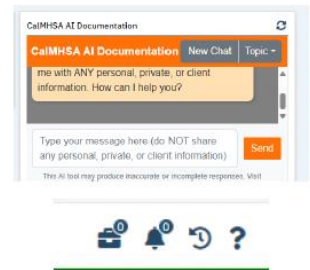 CalMHSA AI Documentation
CalMHSA AI Documentation New Chat Topic
me with ANY personal, private, or client
information. How can I help you?
Type your message here (do NOT share
any personal, private, or client information)
Send
This AI tool may produce inaccurate or incomplete responses. Visit
0 0 ?